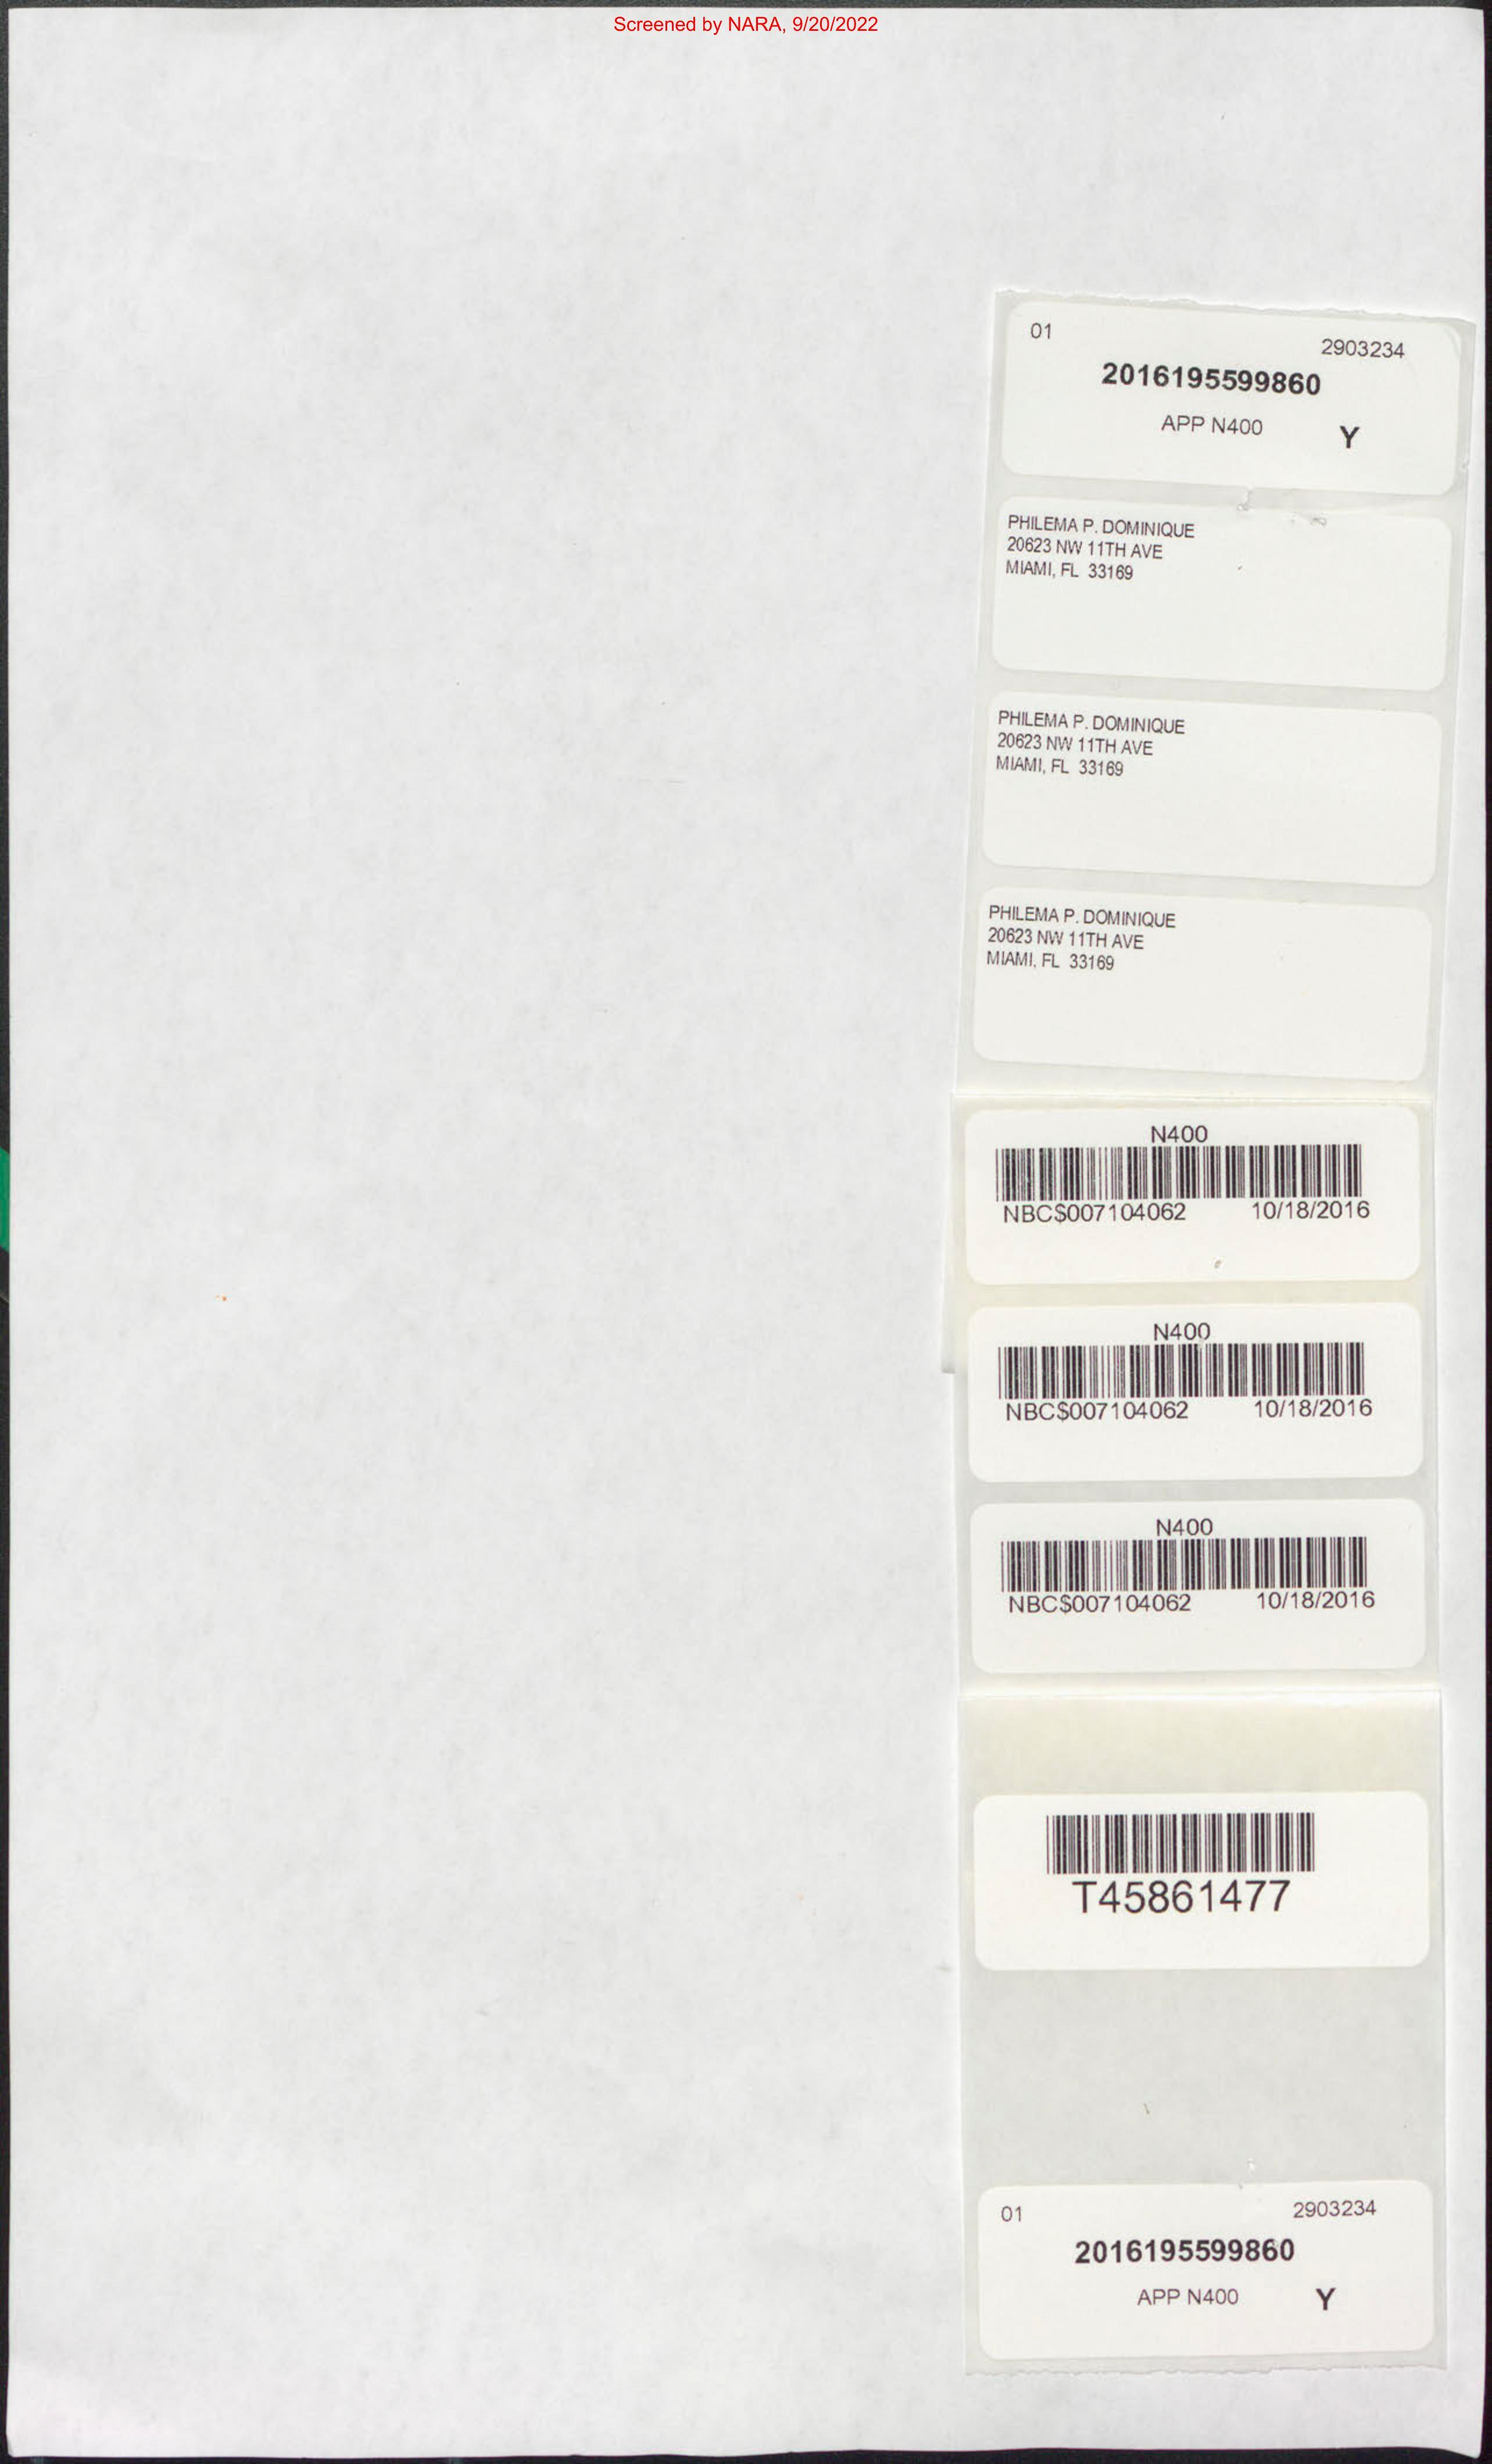 Screened by NARA, 9/20/2022
01 2903234
2016195599860
APP N400 Y
PHILEMA P. DOMINIQUE
20623 NW 11TH AVE
MIAMI, FL 33169
PHILEMA P. DOMINIQUE
20623 NW 11TH AVE
MIAMI, FL 33169
PHILEMA P. DOMINIQUE
20623 NW 11TH AVE
MIAMI, FL 33169
N400
NBC$007104062 10/18/2016
N400
NBC$007104062 10/18/2016
N400
NBC$007104062 10/18/2016
T45861477
01 2903234
2016195599860
APP N400 Y